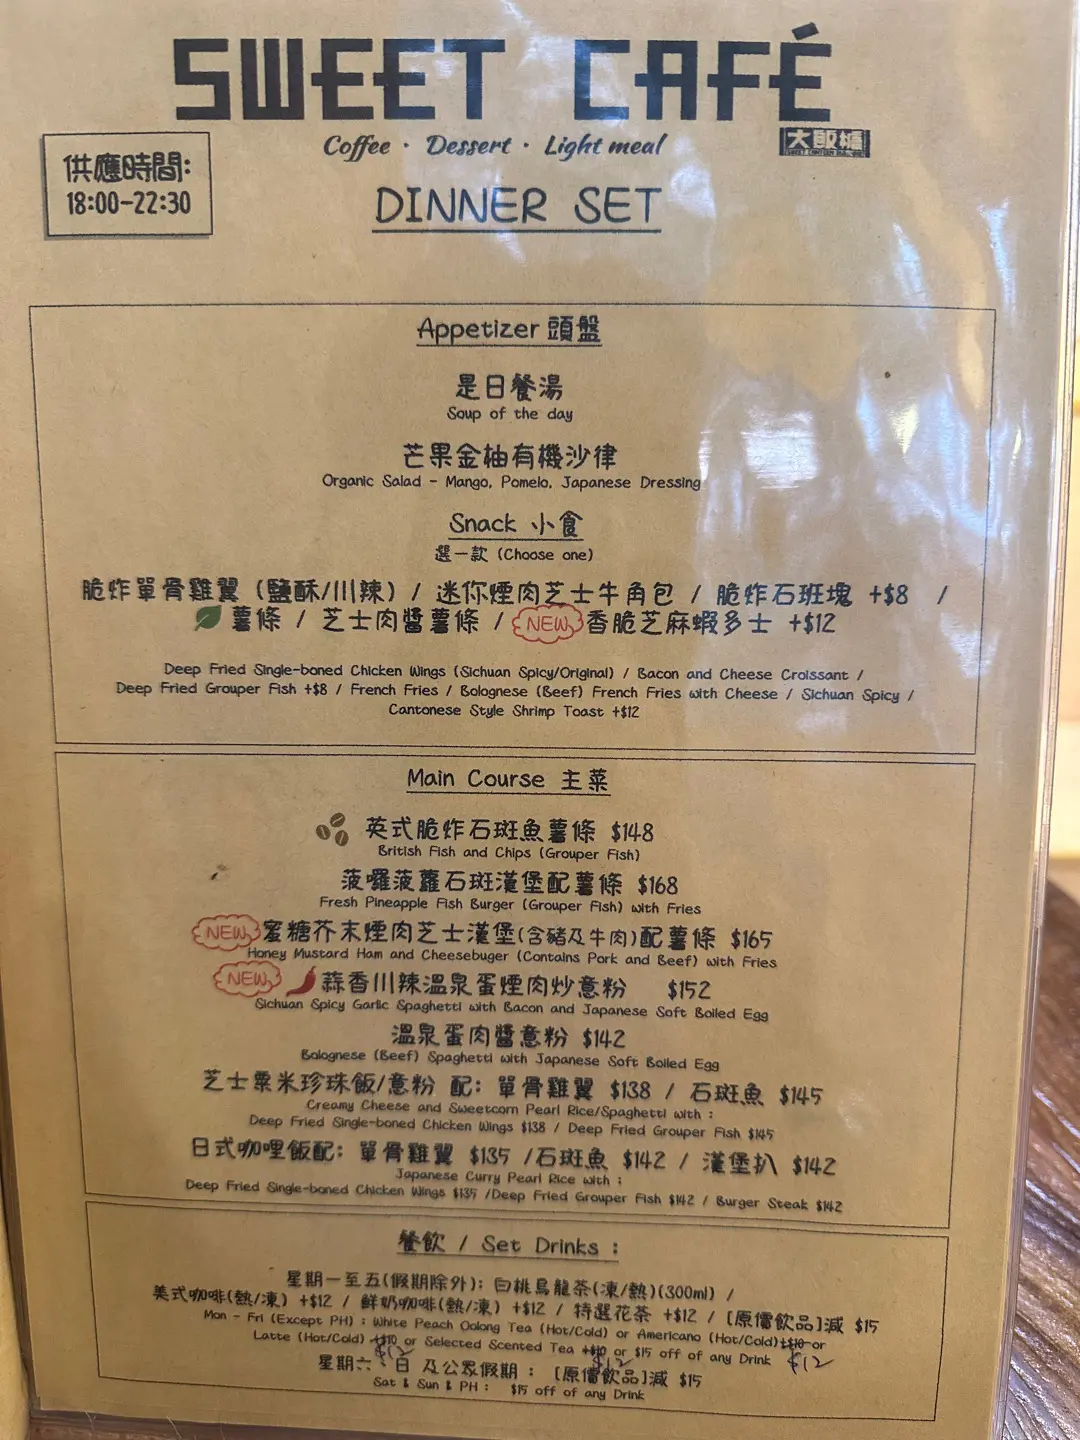 SWEET CAFÉ
Coffee · Dessert · Light meal
大飯櫃
供應時間:
18:00-22:30
DINNER SET
Appetizer 頭盤
是日餐湯
Soup of the day
芒果金柚有機沙律
Organic Salad - Mango, Pomelo, Japanese Dressing
Snack 小食
選一款 (Choose one)
脆炸單骨雞翼 (鹽酥/川辣) / 迷你煙肉芝士牛角包 / 脆炸石班塊 +$8 /
薯條 / 芝士肉醬薯條 / NEW 香脆芝麻蝦多士 +$12
Deep Fried Single-boned Chicken Wings (Sichuan Spicy/Original) / Bacon and Cheese Croissant /
Deep Fried Grouper Fish +$8 / French Fries / Bolognese (Beef) French Fries with Cheese / Sichuan Spicy /
Cantonese Style Shrimp Toast +$12
Main Course 主菜
英式脆炸石斑魚薯條 $148
British Fish and Chips (Grouper Fish)
菠囉菠蘿石斑漢堡配薯條 $168
Fresh Pineapple Fish Burger (Grouper Fish) with Fries
NEW 蜜糖芥末煙肉芝士漢堡(含豬及牛肉)配薯條 $165
Honey Mustard Ham and Cheesebuger (Contains Pork and Beef) with Fries
NEW 蒜香川辣溫泉蛋煙肉炒意粉 $152
Sichuan Spicy Garlic Spaghetti with Bacon and Japanese Soft Boiled Egg
溫泉蛋肉醬意粉 $142
Bolognese (Beef) Spaghetti with Japanese Soft Boiled Egg
芝士粟米珍珠飯/意粉 配: 單骨雞翼 $138 / 石斑魚 $145
Creamy Cheese and Sweetcorn Pearl Rice/Spaghetti with :
Deep Fried Single-boned Chicken Wings $138 / Deep Fried Grouper Fish $145
日式咖哩飯配: 單骨雞翼 $135 /石斑魚 $142 / 漢堡扒 $142
Japanese Curry Pearl Rice with :
Deep Fried Single-boned Chicken Wings $135 /Deep Fried Grouper Fish $142 / Burger Steak $142
餐飲 / Set Drinks :
星期一至五(假期除外): 白桃烏龍茶(凍/熱)(300ml) /
美式咖啡(熱/凍) +$12 / 鮮奶咖啡(熱/凍) +$12 / 特選花茶 +$12 / [原價飲品]減 $15
Mon - Fri (Except PH) : White Peach Oolong Tea (Hot/Cold) or Americano (Hot/Cold)+$10 or
Latte (Hot/Cold) +$10 or Selected Scented Tea +$10 or $15 off of any Drink $12
$12 $12
星期六、日 及公眾假期 : [原價飲品]減 $15
Sat & Sun & PH : $15 off of any Drink